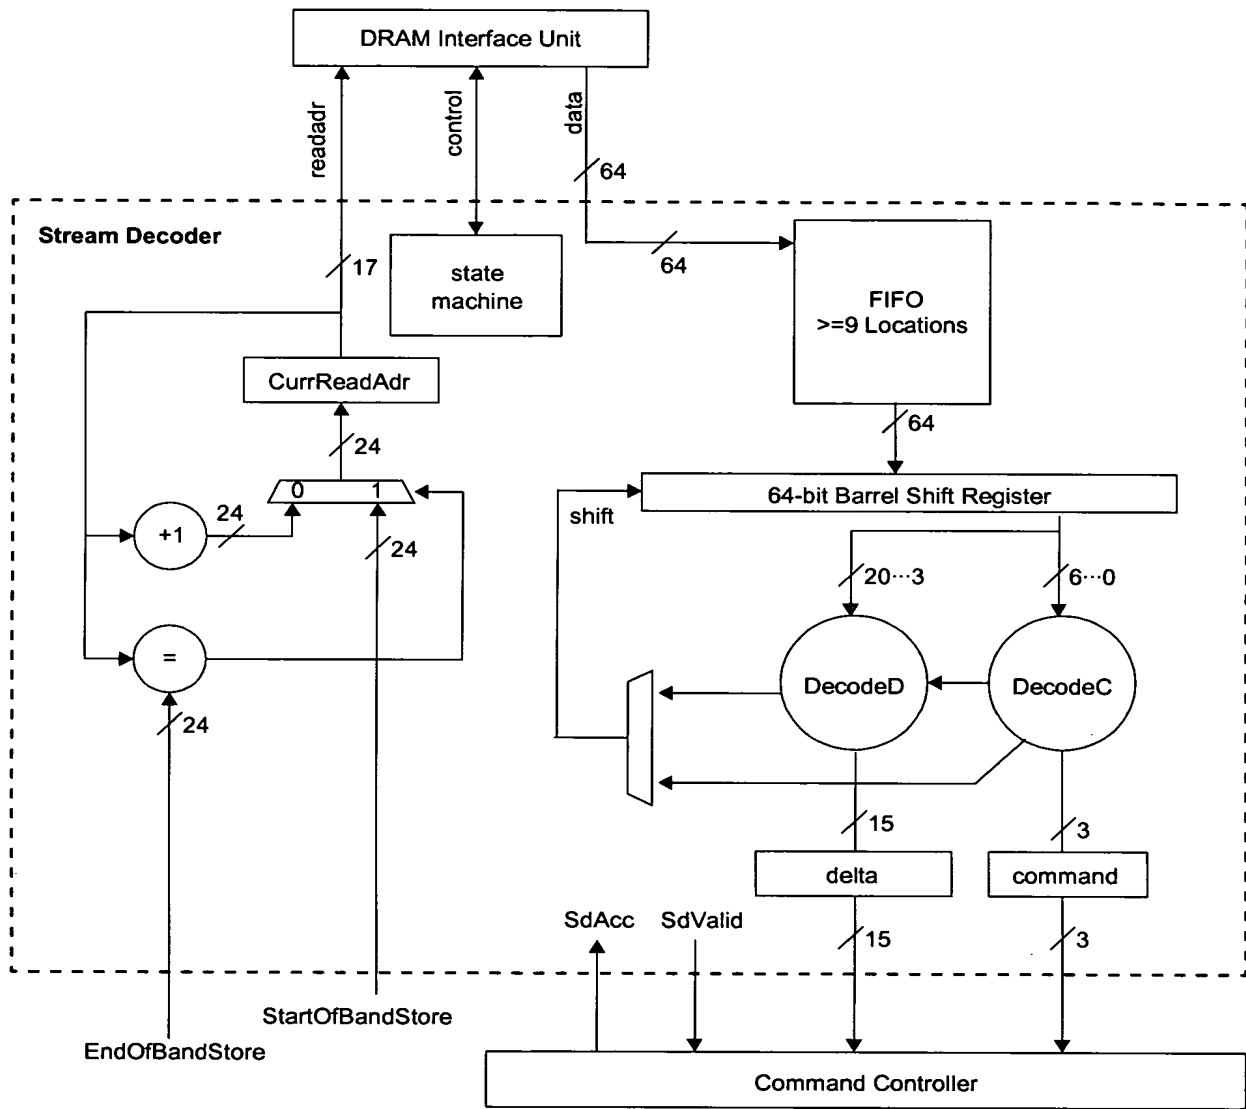 DRAM Interface Unit
readadr
control
data
64
Stream Decoder
17
state
machine
64
FIFO
>=9 Locations
CurrReadAdr
64
24
0 1
64-bit Barrel Shift Register
shift
24
+1
24
20···3
6···0
=
DecodeD
DecodeC
24
15
3
delta
command
SdAcc
SdValid
15
3
StartOfBandStore
EndOfBandStore
Command Controller